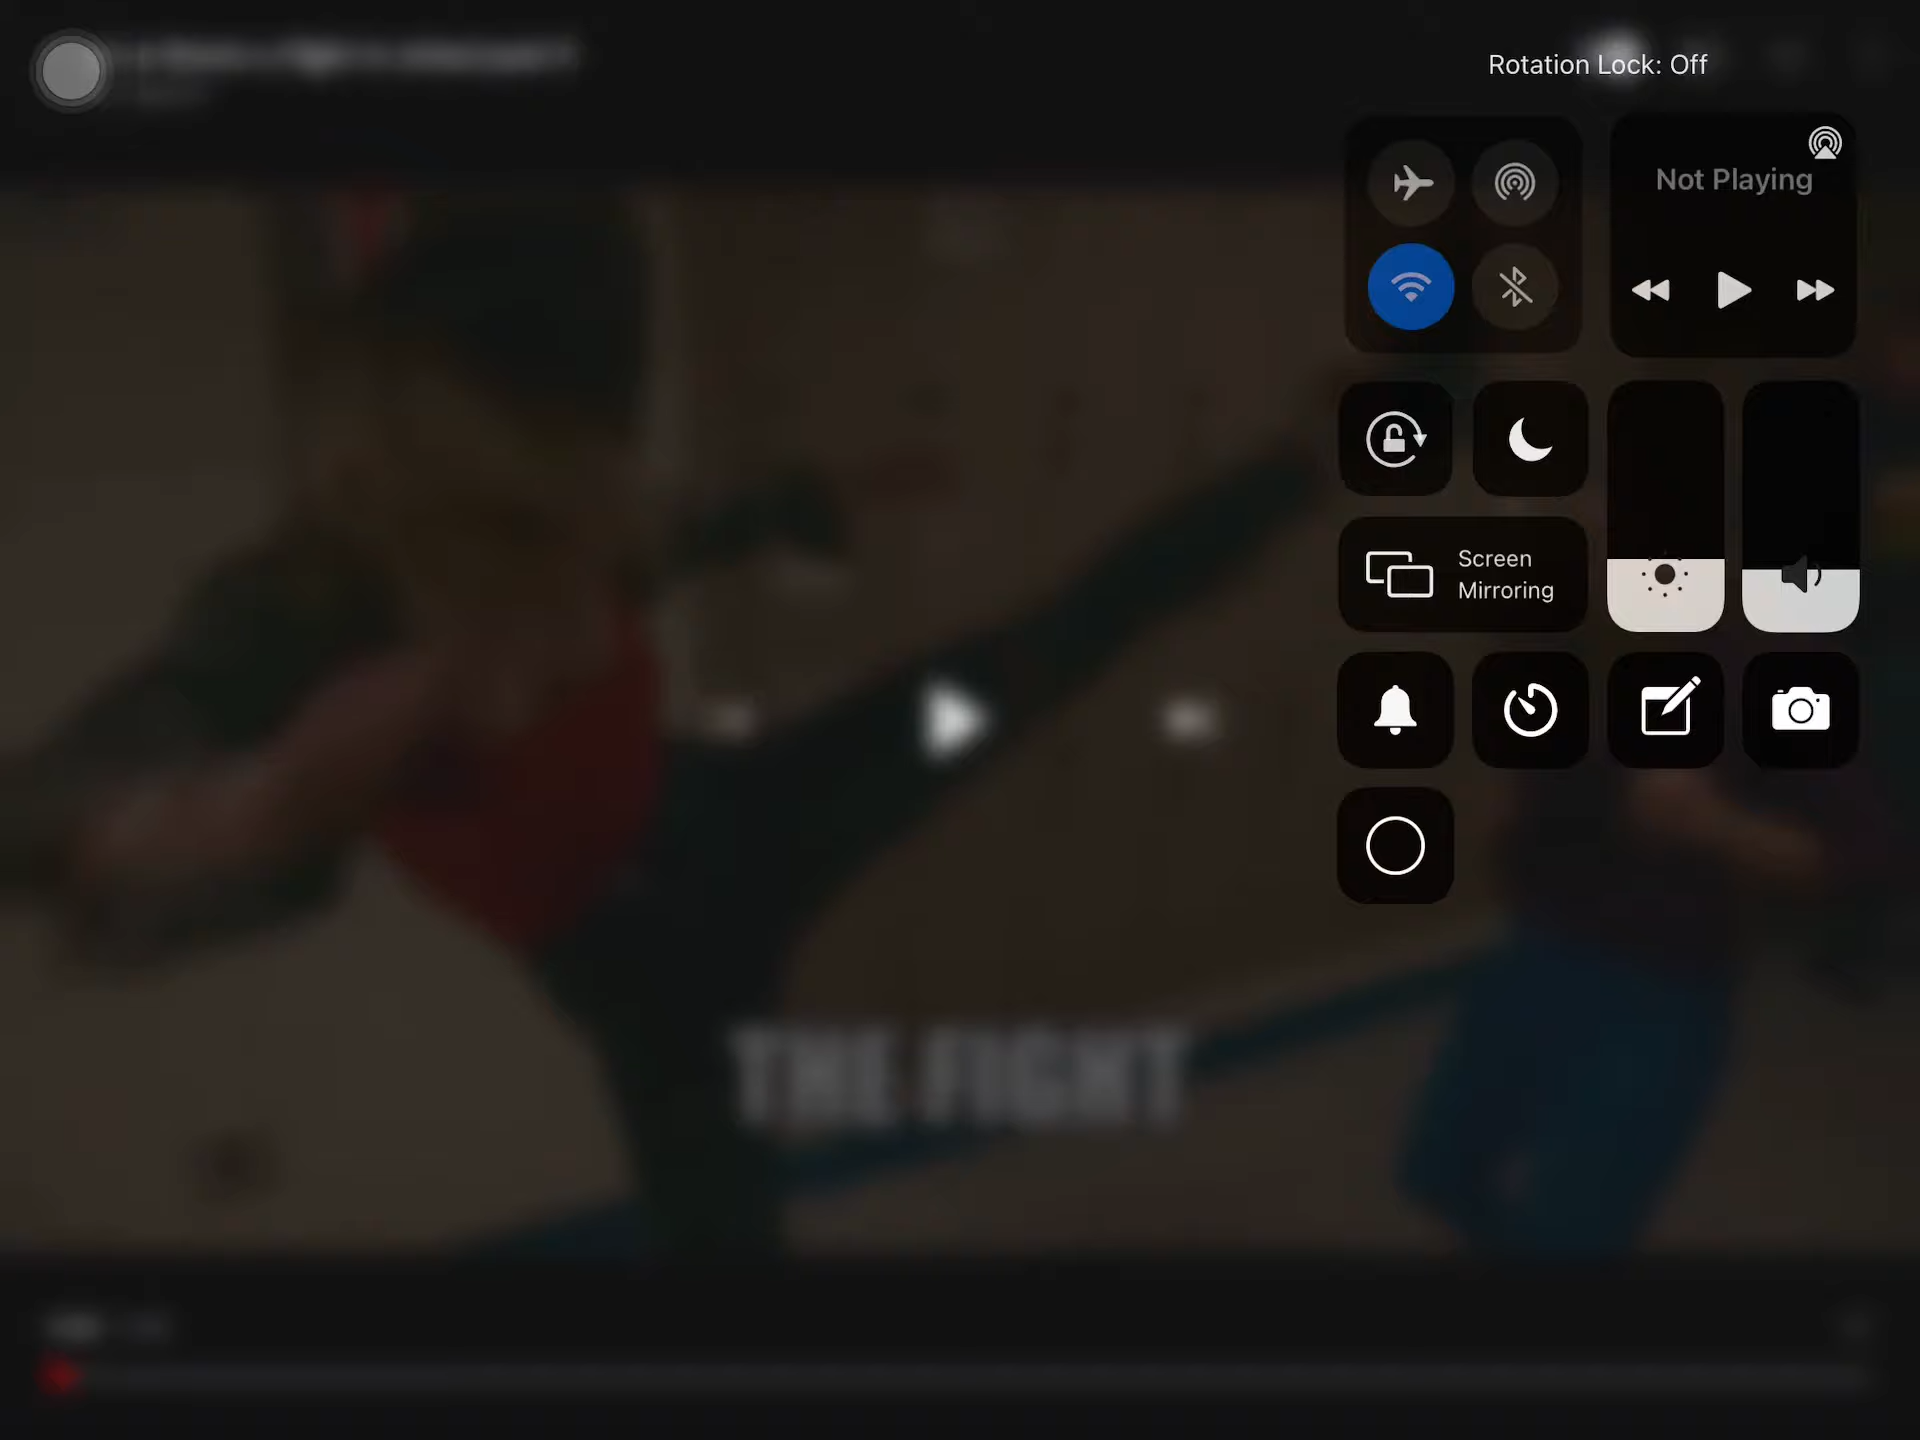 Rotation Lock: Off
Not Playing
Screen
Mirroring
THE FIGHT